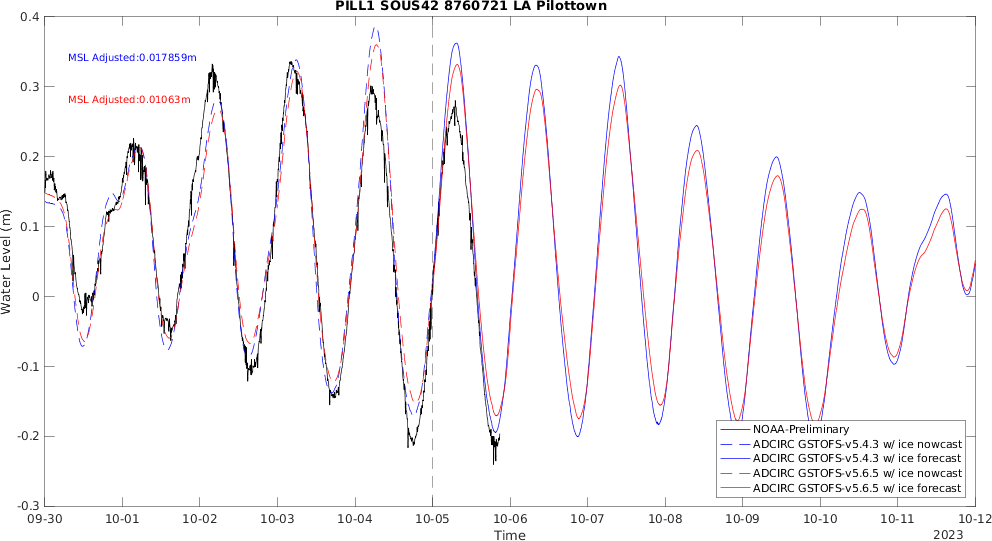 PILL1 SOUS42 8760721 LA Pilottown
MSL Adjusted:0.017859m
MSL Adjusted:0.01063m
Water Level (m)
0.4
0.3
0.2
0.1
0
-0.1
-0.2
-0.3
NOAA-Preliminary
ADCIRC GSTOFS-v5.4.3 w/ ice nowcast
ADCIRC GSTOFS-v5.4.3 w/ ice forecast
ADCIRC GSTOFS-v5.6.5 w/ ice nowcast
ADCIRC GSTOFS-v5.6.5 w/ ice forecast
09-30 10-01 10-02 10-03 10-04 10-05 10-06 10-07 10-08 10-09 10-10 10-11 10-12
Time
2023